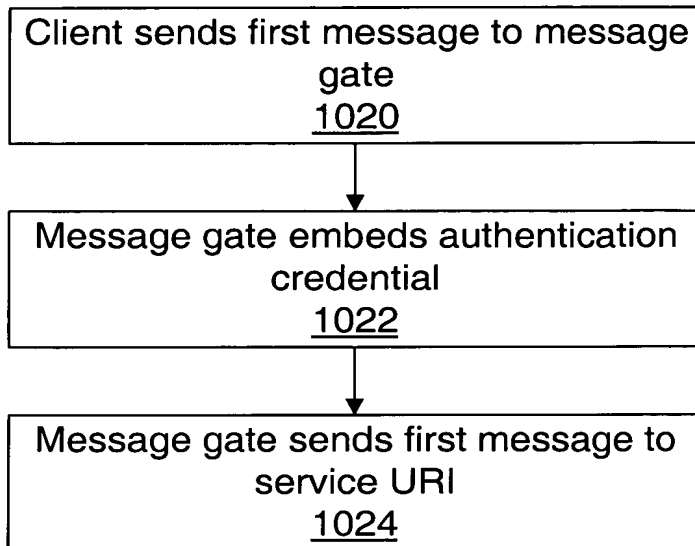 Client sends first message to message
gate
1020
Message gate embeds authentication
credential
1022
Message gate sends first message to
service URI
1024